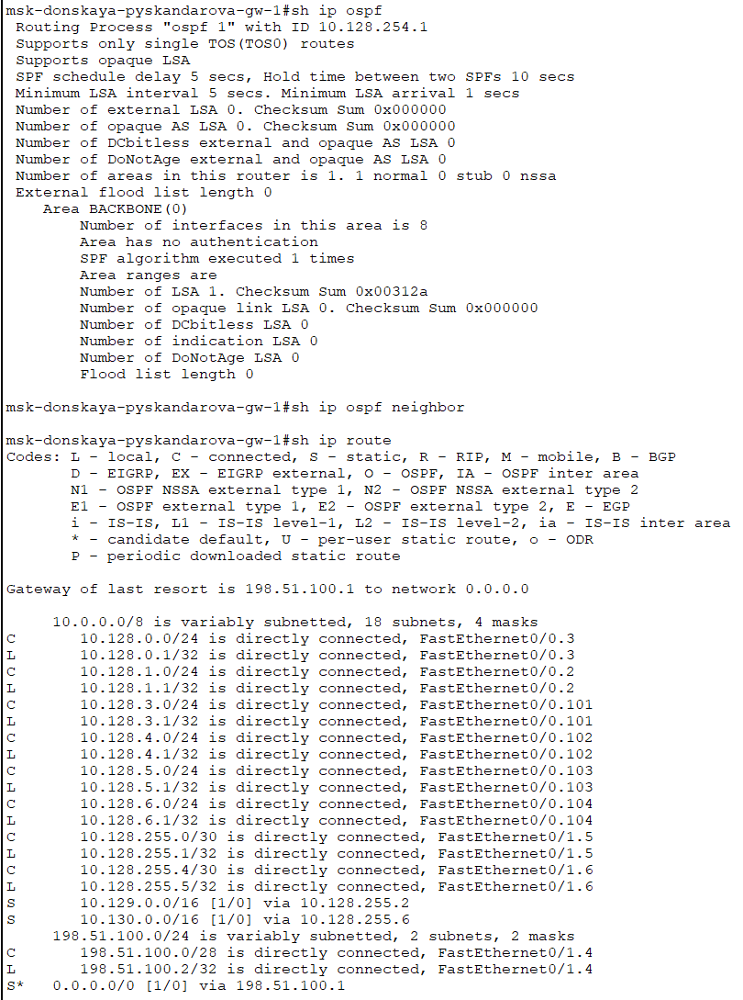 msk-donskaya-pyskandarova-gw-1#sh ip ospf
 Routing Process "ospf 1" with ID 10.128.254.1
 Supports only single TOS(TOS0) routes
 Supports opaque LSA
 SPF schedule delay 5 secs, Hold time between two SPFs 10 secs
 Minimum LSA interval 5 secs. Minimum LSA arrival 1 secs
 Number of external LSA 0. Checksum Sum 0x000000
 Number of opaque AS LSA 0. Checksum Sum 0x000000
 Number of DCbitless external and opaque AS LSA 0
 Number of DoNotAge external and opaque AS LSA 0
 Number of areas in this router is 1. 1 normal 0 stub 0 nssa
 External flood list length 0
    Area BACKBONE(0)
        Number of interfaces in this area is 8
        Area has no authentication
        SPF algorithm executed 1 times
        Area ranges are
        Number of LSA 1. Checksum Sum 0x00312a
        Number of opaque link LSA 0. Checksum Sum 0x000000
        Number of DCbitless LSA 0
        Number of indication LSA 0
        Number of DoNotAge LSA 0
        Flood list length 0

msk-donskaya-pyskandarova-gw-1#sh ip ospf neighbor

msk-donskaya-pyskandarova-gw-1#sh ip route
Codes: L - local, C - connected, S - static, R - RIP, M - mobile, B - BGP
       D - EIGRP, EX - EIGRP external, O - OSPF, IA - OSPF inter area
       N1 - OSPF NSSA external type 1, N2 - OSPF NSSA external type 2
       E1 - OSPF external type 1, E2 - OSPF external type 2, E - EGP
       i - IS-IS, L1 - IS-IS level-1, L2 - IS-IS level-2, ia - IS-IS inter area
       * - candidate default, U - per-user static route, o - ODR
       P - periodic downloaded static route

Gateway of last resort is 198.51.100.1 to network 0.0.0.0

     10.0.0.0/8 is variably subnetted, 18 subnets, 4 masks
C       10.128.0.0/24 is directly connected, FastEthernet0/0.3
L       10.128.0.1/32 is directly connected, FastEthernet0/0.3
C       10.128.1.0/24 is directly connected, FastEthernet0/0.2
L       10.128.1.1/32 is directly connected, FastEthernet0/0.2
C       10.128.3.0/24 is directly connected, FastEthernet0/0.101
L       10.128.3.1/32 is directly connected, FastEthernet0/0.101
C       10.128.4.0/24 is directly connected, FastEthernet0/0.102
L       10.128.4.1/32 is directly connected, FastEthernet0/0.102
C       10.128.5.0/24 is directly connected, FastEthernet0/0.103
L       10.128.5.1/32 is directly connected, FastEthernet0/0.103
C       10.128.6.0/24 is directly connected, FastEthernet0/0.104
L       10.128.6.1/32 is directly connected, FastEthernet0/0.104
C       10.128.255.0/30 is directly connected, FastEthernet0/1.5
L       10.128.255.1/32 is directly connected, FastEthernet0/1.5
C       10.128.255.4/30 is directly connected, FastEthernet0/1.6
L       10.128.255.5/32 is directly connected, FastEthernet0/1.6
S       10.129.0.0/16 [1/0] via 10.128.255.2
S       10.130.0.0/16 [1/0] via 10.128.255.6
     198.51.100.0/24 is variably subnetted, 2 subnets, 2 masks
C       198.51.100.0/28 is directly connected, FastEthernet0/1.4
L       198.51.100.2/32 is directly connected, FastEthernet0/1.4
S*   0.0.0.0/0 [1/0] via 198.51.100.1